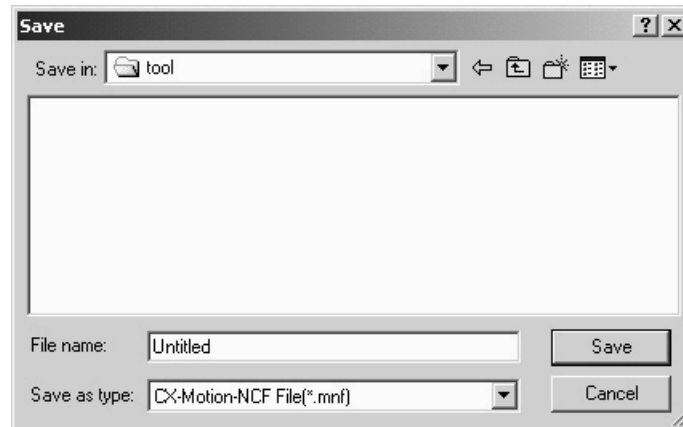 Save
Save in: tool
File name: Untitled Save
Save as type: CX-Motion-NCF File(*.mnf) Cancel